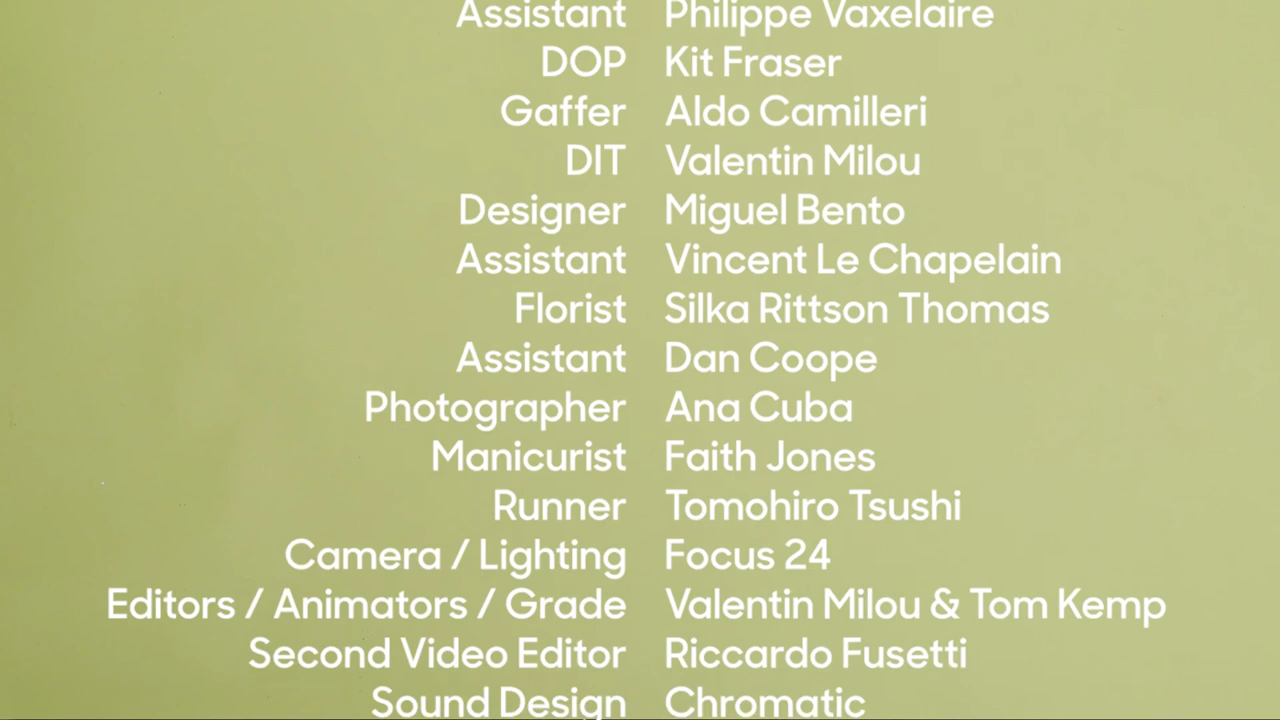 Assistant Philippe Vaxelaire
DOP Kit Fraser
Gaffer Aldo Camilleri
DIT Valentin Milou
Designer Miguel Bento
Assistant Vincent Le Chapelain
Florist Silka Rittson Thomas
Assistant Dan Coope
Photographer Ana Cuba
Manicurist Faith Jones
Runner Tomohiro Tsushi
Camera / Lighting Focus 24
Editors / Animators / Grade Valentin Milou & Tom Kemp
Second Video Editor Riccardo Fusetti
Sound Design Chromatic